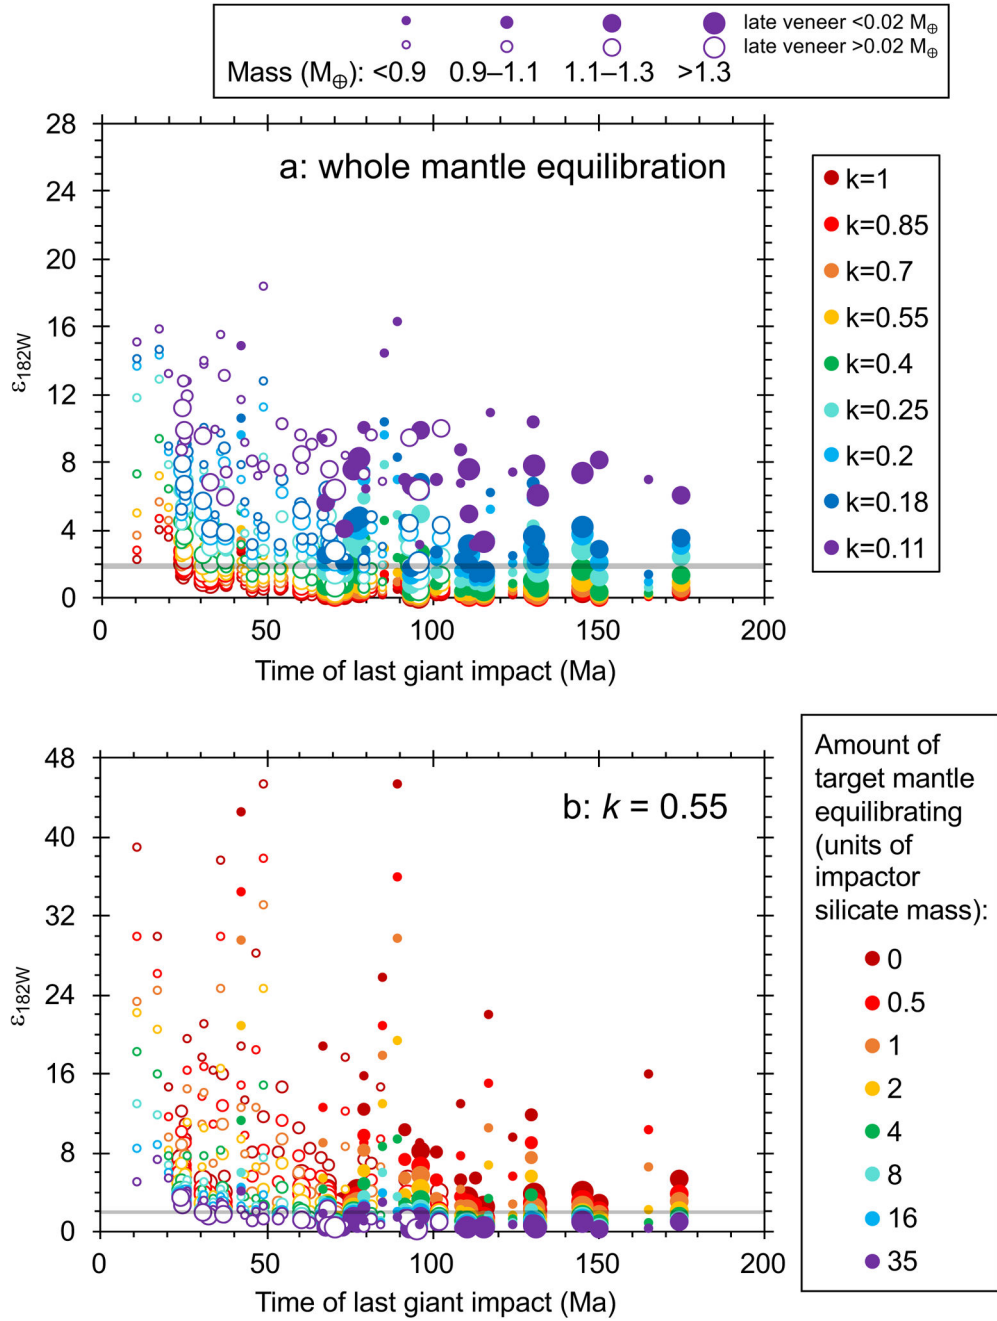 late veneer <0.02 M⊕
late veneer >0.02 M⊕
Mass (M⊕): <0.9 0.9–1.1 1.1–1.3 >1.3
a: whole mantle equilibration
28
24
20
16
12
8
4
0
ε182W
0 50 100 150 200
Time of last giant impact (Ma)
k=1
k=0.85
k=0.7
k=0.55
k=0.4
k=0.25
k=0.2
k=0.18
k=0.11
b: k = 0.55
48
40
32
24
16
8
0
ε182W
0 50 100 150 200
Time of last giant impact (Ma)
Amount of
target mantle
equilibrating
(units of
impactor
silicate mass):
0
0.5
1
2
4
8
16
35